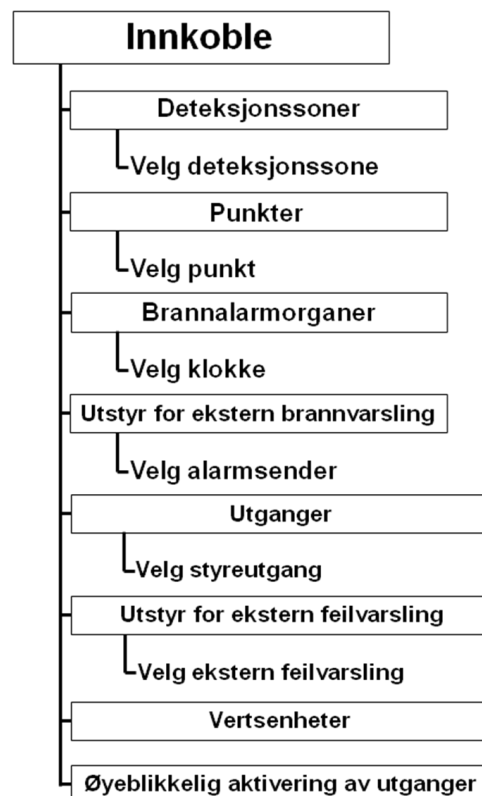 Innkoble
Deteksjonssoner
Velg deteksjonssone
Punkter
Velg punkt
Brannalarmorganer
Velg klokke
Utstyr for ekstern brannvarsling
Velg alarmsender
Utganger
Velg styreutgang
Utstyr for ekstern feilvarsling
Velg ekstern feilvarsling
Vertsenheter
Øyeblikkelig aktivering av utganger